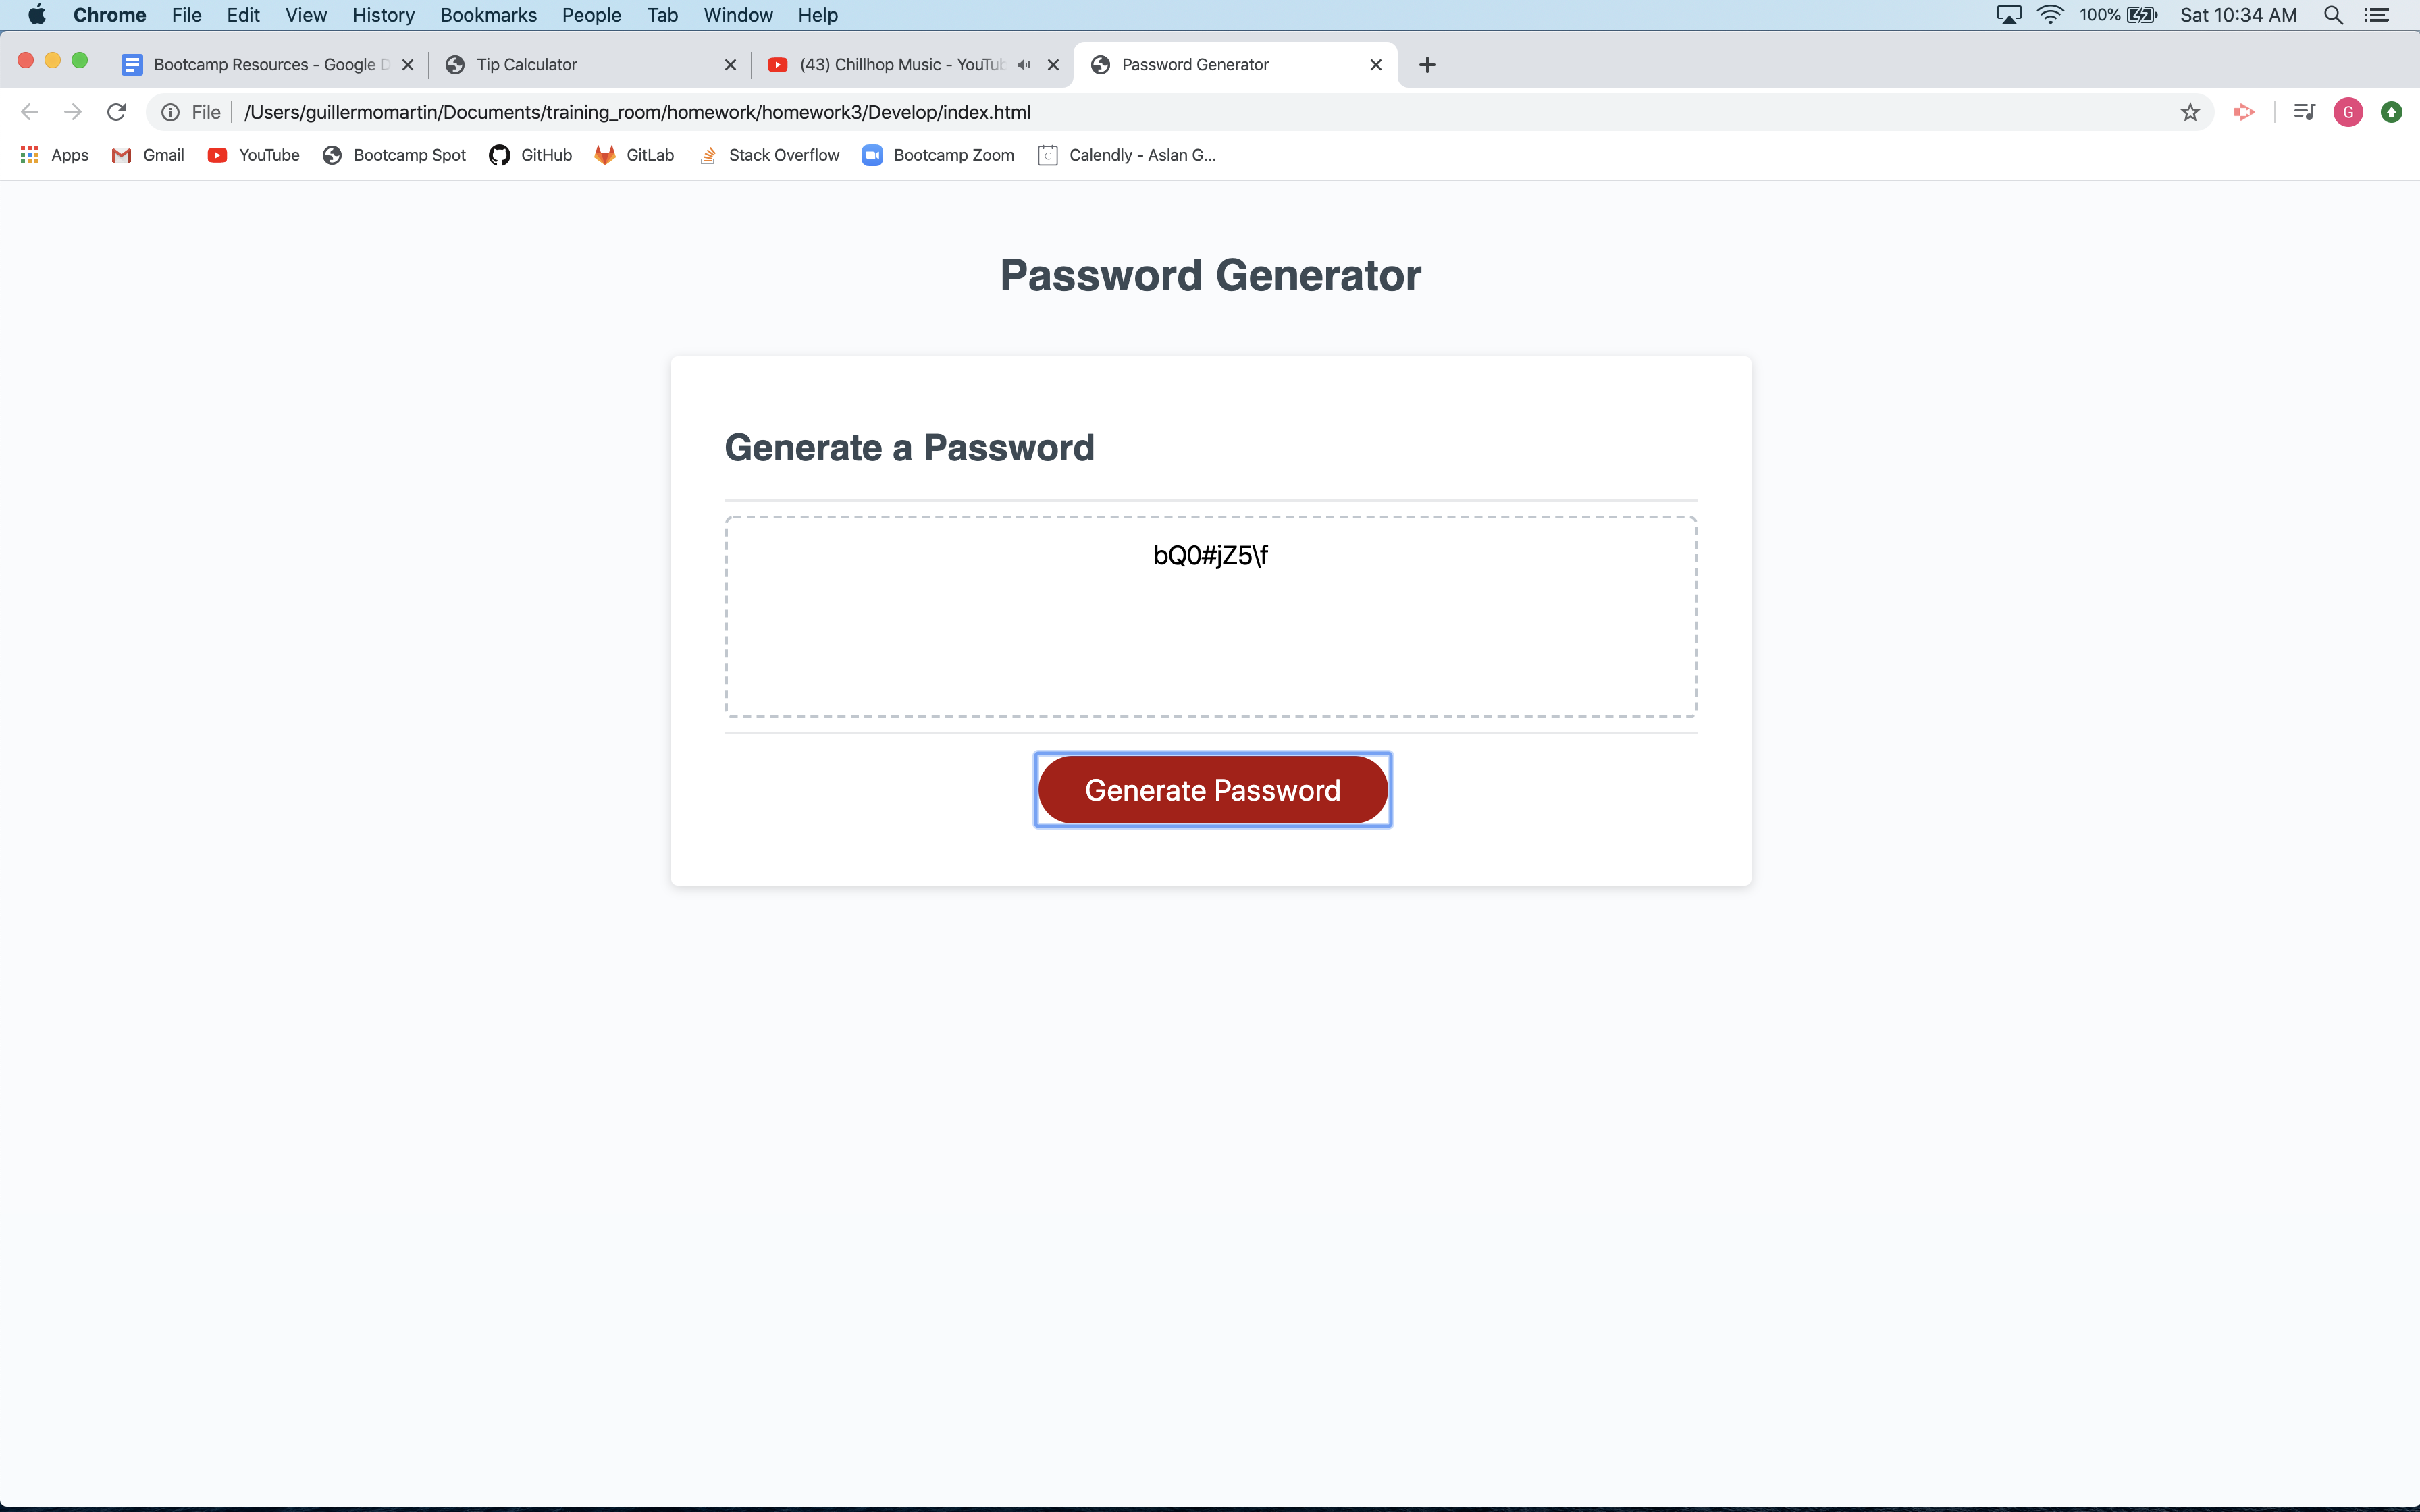 Chrome File Edit View History Bookmarks People Tab Window Help 100% Sat 10:34 AM
Bootcamp Resources - Google D Tip Calculator (43) Chillhop Music - YouTub Password Generator
File /Users/guillermomartin/Documents/training_room/homework/homework3/Develop/index.html G
Apps Gmail YouTube Bootcamp Spot GitHub GitLab Stack Overflow Bootcamp Zoom C Calendly - Aslan G...
Password Generator
Generate a Password
bQ0#jZ5\f
Generate Password